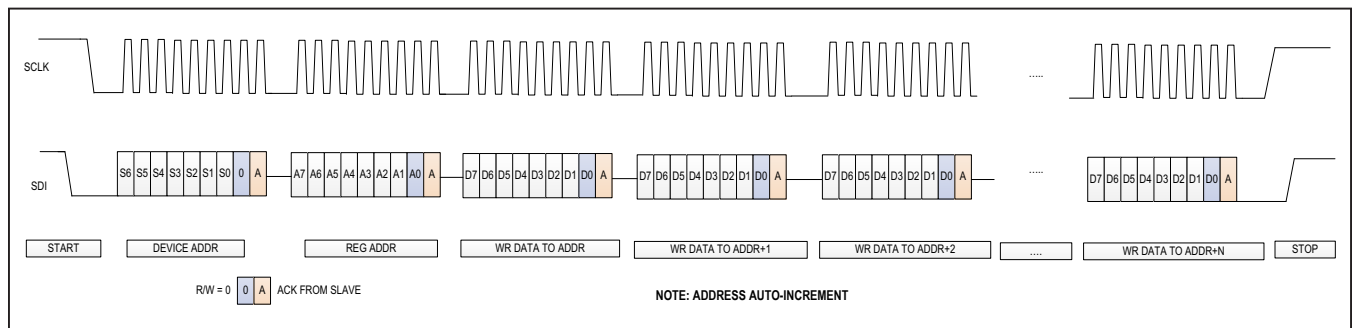 SCLK
.....
SDI
S6 S5 S4 S3 S2 S1 S0 0 A
A7 A6 A5 A4 A3 A2 A1 A0 A
D7 D6 D5 D4 D3 D2 D1 D0 A
D7 D6 D5 D4 D3 D2 D1 D0 A
D7 D6 D5 D4 D3 D2 D1 D0 A
.....
D7 D6 D5 D4 D3 D2 D1 D0 A
START
DEVICE ADDR
REG ADDR
WR DATA TO ADDR
WR DATA TO ADDR+1
WR DATA TO ADDR+2
....
WR DATA TO ADDR+N
STOP
R/W = 0 0 A ACK FROM SLAVE
NOTE: ADDRESS AUTO-INCREMENT